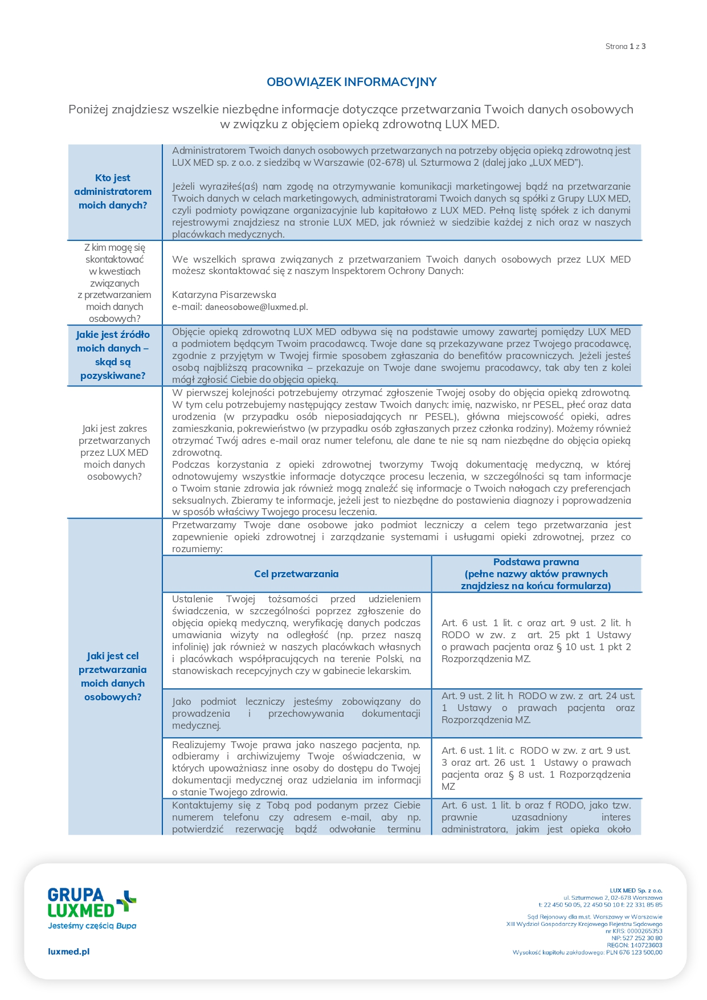 Strona 1 z 3
OBOWIĄZEK INFORMACYJNY
Poniżej znajdziesz wszelkie niezbędne informacje dotyczące przetwarzania Twoich danych osobowych
w związku z objęciem opieką zdrowotną LUX MED.
Kto jest
administratorem
moich danych?
Administratorem Twoich danych osobowych przetwarzanych na potrzeby objęcia opieką zdrowotną jest
LUX MED sp. z o.o. z siedzibą w Warszawie (02-678) ul. Szturmowa 2 (dalej jako „LUX MED”).
Jeżeli wyraziłeś(aś) nam zgodę na otrzymywanie komunikacji marketingowej bądź na przetwarzanie
Twoich danych w celach marketingowych, administratorami Twoich danych są spółki z Grupy LUX MED,
czyli podmioty powiązane organizacyjnie lub kapitałowo z LUX MED. Pełną listę spółek z ich danymi
rejestrowymi znajdziesz na stronie LUX MED, jak również w siedzibie każdej z nich oraz w naszych
placówkach medycznych.
Z kim mogę się
skontaktować
w kwestiach
związanych
z przetwarzaniem
moich danych
osobowych?
We wszelkich sprawa związanych z przetwarzaniem Twoich danych osobowych przez LUX MED
możesz skontaktować się z naszym Inspektorem Ochrony Danych:
Katarzyna Pisarzewska
e-mail: daneosobowe@luxmed.pl.
Jakie jest źródło
moich danych –
skąd są
pozyskiwane?
Objęcie opieką zdrowotną LUX MED odbywa się na podstawie umowy zawartej pomiędzy LUX MED
a podmiotem będącym Twoim pracodawcą. Twoje dane są przekazywane przez Twojego pracodawcę,
zgodnie z przyjętym w Twojej firmie sposobem zgłaszania do benefitów pracowniczych. Jeżeli jesteś
osobą najbliższą pracownika – przekazuje on Twoje dane swojemu pracodawcy, tak aby ten z kolei
mógł zgłosić Ciebie do objęcia opieką.
Jaki jest zakres
przetwarzanych
przez LUX MED
moich danych
osobowych?
W pierwszej kolejności potrzebujemy otrzymać zgłoszenie Twojej osoby do objęcia opieką zdrowotną.
W tym celu potrzebujemy następujący zestaw Twoich danych: imię, nazwisko, nr PESEL, płeć oraz data
urodzenia (w przypadku osób nieposiadających nr PESEL), główna miejscowość opieki, adres
zamieszkania, pokrewieństwo (w przypadku osób zgłaszanych przez członka rodziny). Możemy również
otrzymać Twój adres e-mail oraz numer telefonu, ale dane te nie są nam niezbędne do objęcia opieką
zdrowotną.
Podczas korzystania z opieki zdrowotnej tworzymy Twoją dokumentację medyczną, w której
odnotowujemy wszystkie informacje dotyczące procesu leczenia, w szczególności są tam informacje
o Twoim stanie zdrowia jak również mogą znaleźć się informacje o Twoich nałogach czy preferencjach
seksualnych. Zbieramy te informacje, jeżeli jest to niezbędne do postawienia diagnozy i poprowadzenia
w sposób właściwy Twojego procesu leczenia.
Jaki jest cel
przetwarzania
moich danych
osobowych?
Przetwarzamy Twoje dane osobowe jako podmiot leczniczy a celem tego przetwarzania jest
zapewnienie opieki zdrowotnej i zarządzanie systemami i usługami opieki zdrowotnej, przez co
rozumiemy:
Cel przetwarzania
Podstawa prawna
(pełne nazwy aktów prawnych
znajdziesz na końcu formularza)
Ustalenie Twojej tożsamości przed udzieleniem
świadczenia, w szczególności poprzez zgłoszenie do
objęcia opieką medyczną, weryfikację danych podczas
umawiania wizyty na odległość (np. przez naszą
infolinię) jak również w naszych placówkach własnych
i placówkach współpracujących na terenie Polski, na
stanowiskach recepcyjnych czy w gabinecie lekarskim.
Art. 6 ust. 1 lit. c oraz art. 9 ust. 2 lit. h
RODO w zw. z art. 25 pkt 1 Ustawy
o prawach pacjenta oraz § 10 ust. 1 pkt 2
Rozporządzenia MZ.
Jako podmiot leczniczy jesteśmy zobowiązany do
prowadzenia i przechowywania dokumentacji
medycznej.
Art. 9 ust. 2 lit. h RODO w zw. z art. 24 ust.
1 Ustawy o prawach pacjenta oraz
Rozporządzenia MZ.
Realizujemy Twoje prawa jako naszego pacjenta, np.
odbieramy i archiwizujemy Twoje oświadczenia, w
których upoważniasz inne osoby do dostępu do Twojej
dokumentacji medycznej oraz udzielania im informacji
o stanie Twojego zdrowia.
Art. 6 ust. 1 lit. c RODO w zw. z art. 9 ust.
3 oraz art. 26 ust. 1 Ustawy o prawach
pacjenta oraz § 8 ust. 1 Rozporządzenia
MZ
Kontaktujemy się z Tobą pod podanym przez Ciebie
numerem telefonu czy adresem e-mail, aby np.
potwierdzić rezerwację bądź odwołanie terminu
Art. 6 ust. 1 lit. b oraz f RODO, jako tzw.
prawnie uzasadniony interes
administratora, jakim jest opieka około
GRUPA
LUXMED
Jesteśmy częścią Bupa
luxmed.pl
LUX MED Sp. z o.o.
ul. Szturmowa 2, 02-678 Warszawa
t: 22 450 50 05, 22 450 50 10 f: 22 331 85 85
Sąd Rejonowy dla m.st. Warszawy w Warszawie
XIII Wydział Gospodarczy Krajowego Rejestru Sądowego
nr KRS: 0000265353
NIP: 527 252 30 80
REGON: 140723603
Wysokość kapitału zakładowego: PLN 676 123 500,00